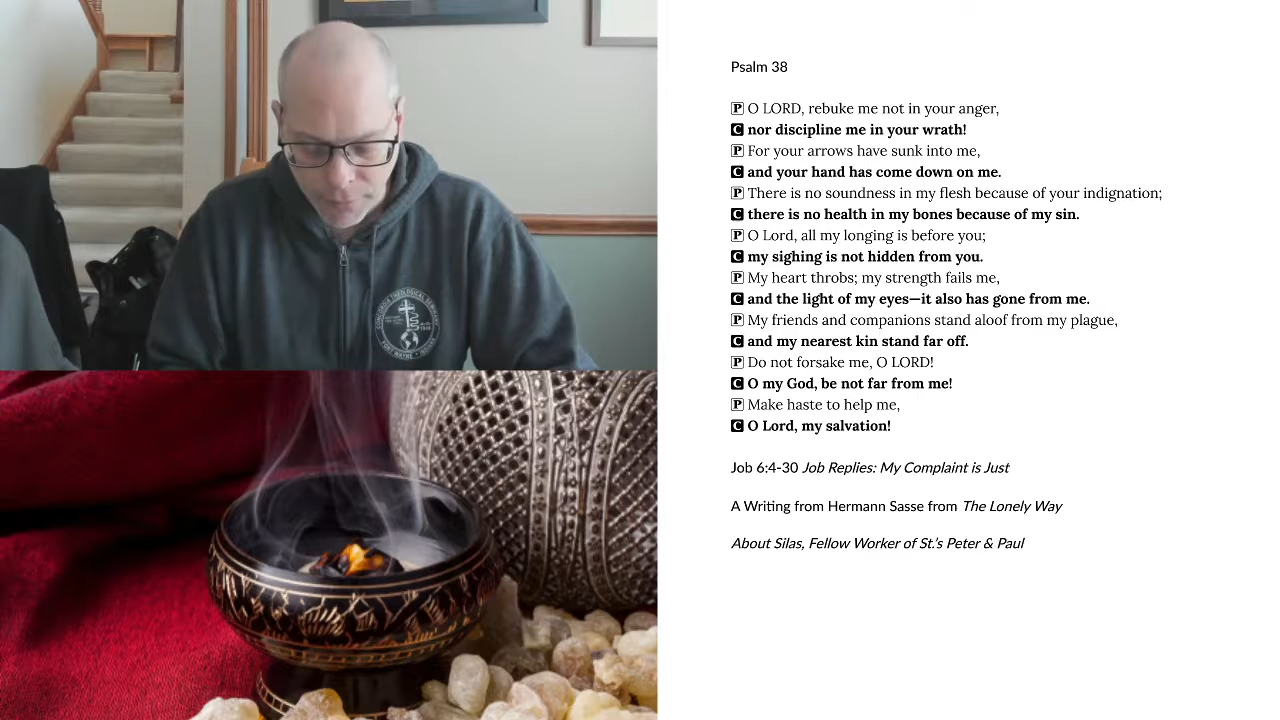 CONCORDIA THEOLOGICAL SEMINARY
FORT WAYNE INDIANA
Psalm 38
P O LORD, rebuke me not in your anger,
C nor discipline me in your wrath!
P For your arrows have sunk into me,
C and your hand has come down on me.
P There is no soundness in my flesh because of your indignation;
C there is no health in my bones because of my sin.
P O Lord, all my longing is before you;
C my sighing is not hidden from you.
P My heart throbs; my strength fails me,
C and the light of my eyes—it also has gone from me.
P My friends and companions stand aloof from my plague,
C and my nearest kin stand far off.
P Do not forsake me, O LORD!
C O my God, be not far from me!
P Make haste to help me,
C O Lord, my salvation!
Job 6:4-30 Job Replies: My Complaint is Just
A Writing from Hermann Sasse from The Lonely Way
About Silas, Fellow Worker of St.'s Peter & Paul